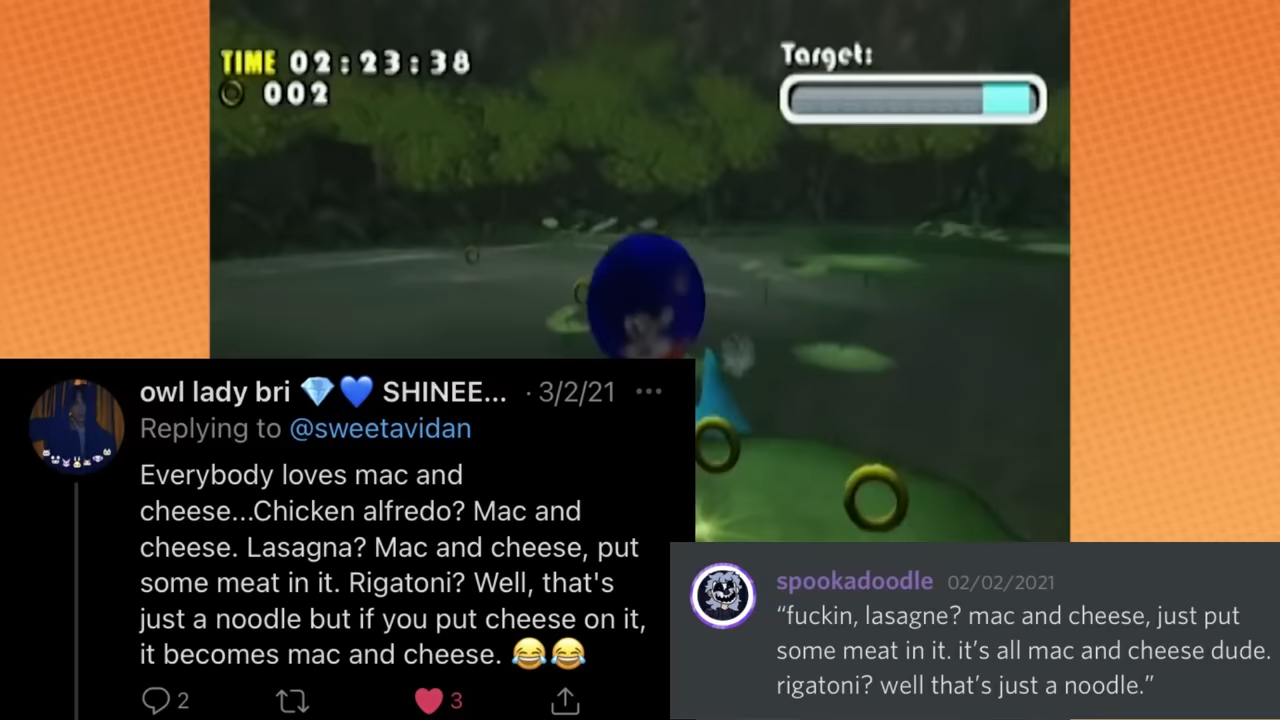 TIME 02:23:38
002
Target:
owl lady bri 💎💙 SHINEE... · 3/2/21 ···
Replying to @sweetavidan
Everybody loves mac and
cheese...Chicken alfredo? Mac and
cheese. Lasagna? Mac and cheese, put
some meat in it. Rigatoni? Well, that's
just a noodle but if you put cheese on it,
it becomes mac and cheese. 😂😂
2
3
spookadoodle 02/02/2021
“fuckin, lasagne? mac and cheese, just put
some meat in it. it’s all mac and cheese dude.
rigatoni? well that’s just a noodle.”